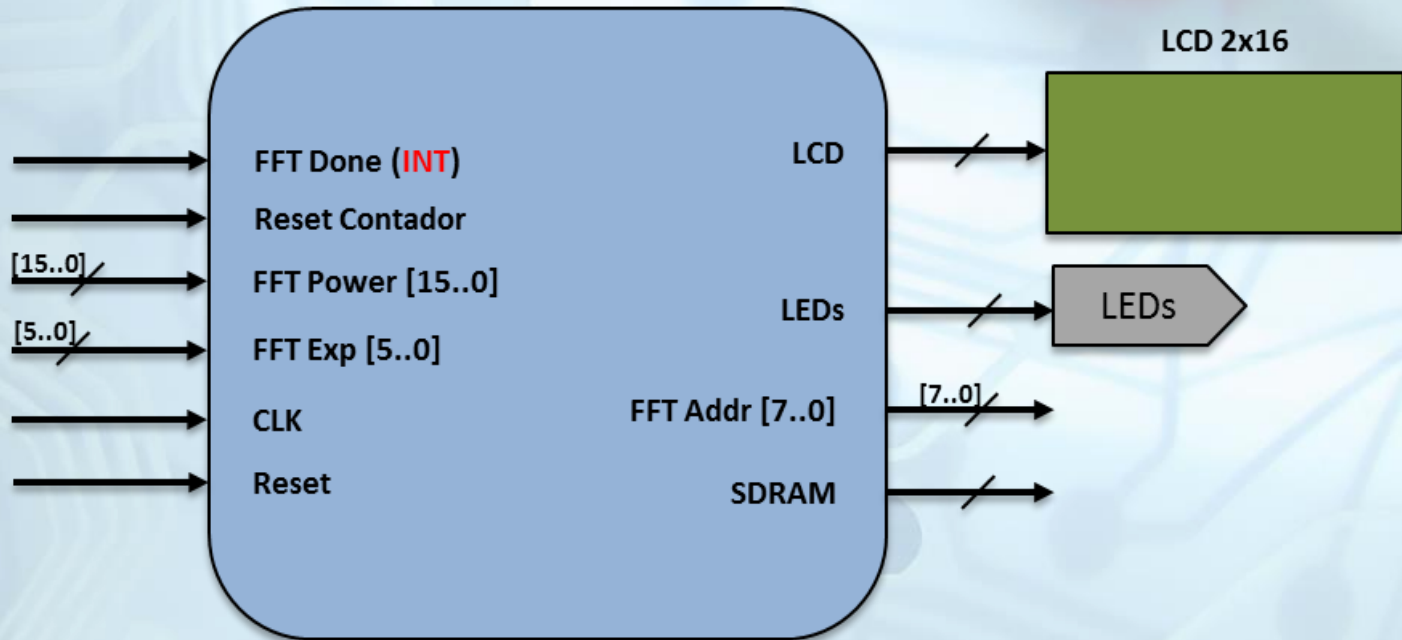 LCD 2x16
FFT Done (INT)
LCD
Reset Contador
[15..0]
FFT Power [15..0]
LEDs
LEDs
[5..0]
FFT Exp [5..0]
[7..0]
FFT Addr [7..0]
CLK
Reset
SDRAM